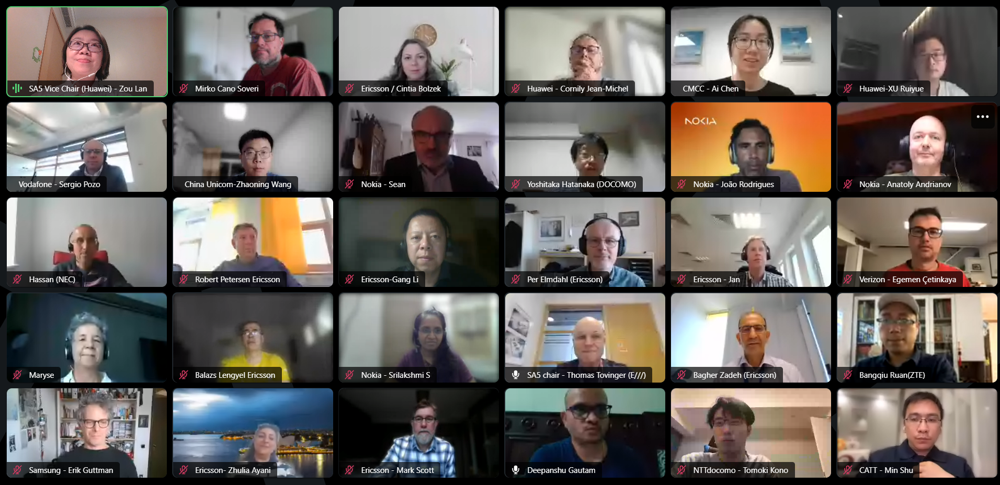 SA5 Vice Chair (Huawei) - Zou Lan
Mirko Cano Soveri
Ericsson / Cintia Bolzek
Huawei - Cornily Jean-Michel
CMCC - Ai Chen
Huawei-XU Ruiyue
Vodafone - Sergio Pozo
China Unicom-Zhaoning Wang
Nokia - Sean
Yoshitaka Hatanaka (DOCOMO)
NOKIA
Nokia - João Rodrigues
Nokia - Anatoly Andrianov
Hassan (NEC)
Robert Petersen Ericsson
Ericsson-Gang Li
Per Elmdahl (Ericsson)
Ericsson - Jan
Verizon - Egemen Çetinkaya
Maryse
Balazs Lengyel Ericsson
Nokia - Srilakshmi S
SA5 chair - Thomas Tovinger (E///)
Bagher Zadeh (Ericsson)
Bangqiu Ruan(ZTE)
Samsung - Erik Guttman
Ericsson- Zhulia Ayani
Ericsson - Mark Scott
Deepanshu Gautam
NTTdocomo - Tomoki Kono
CATT - Min Shu